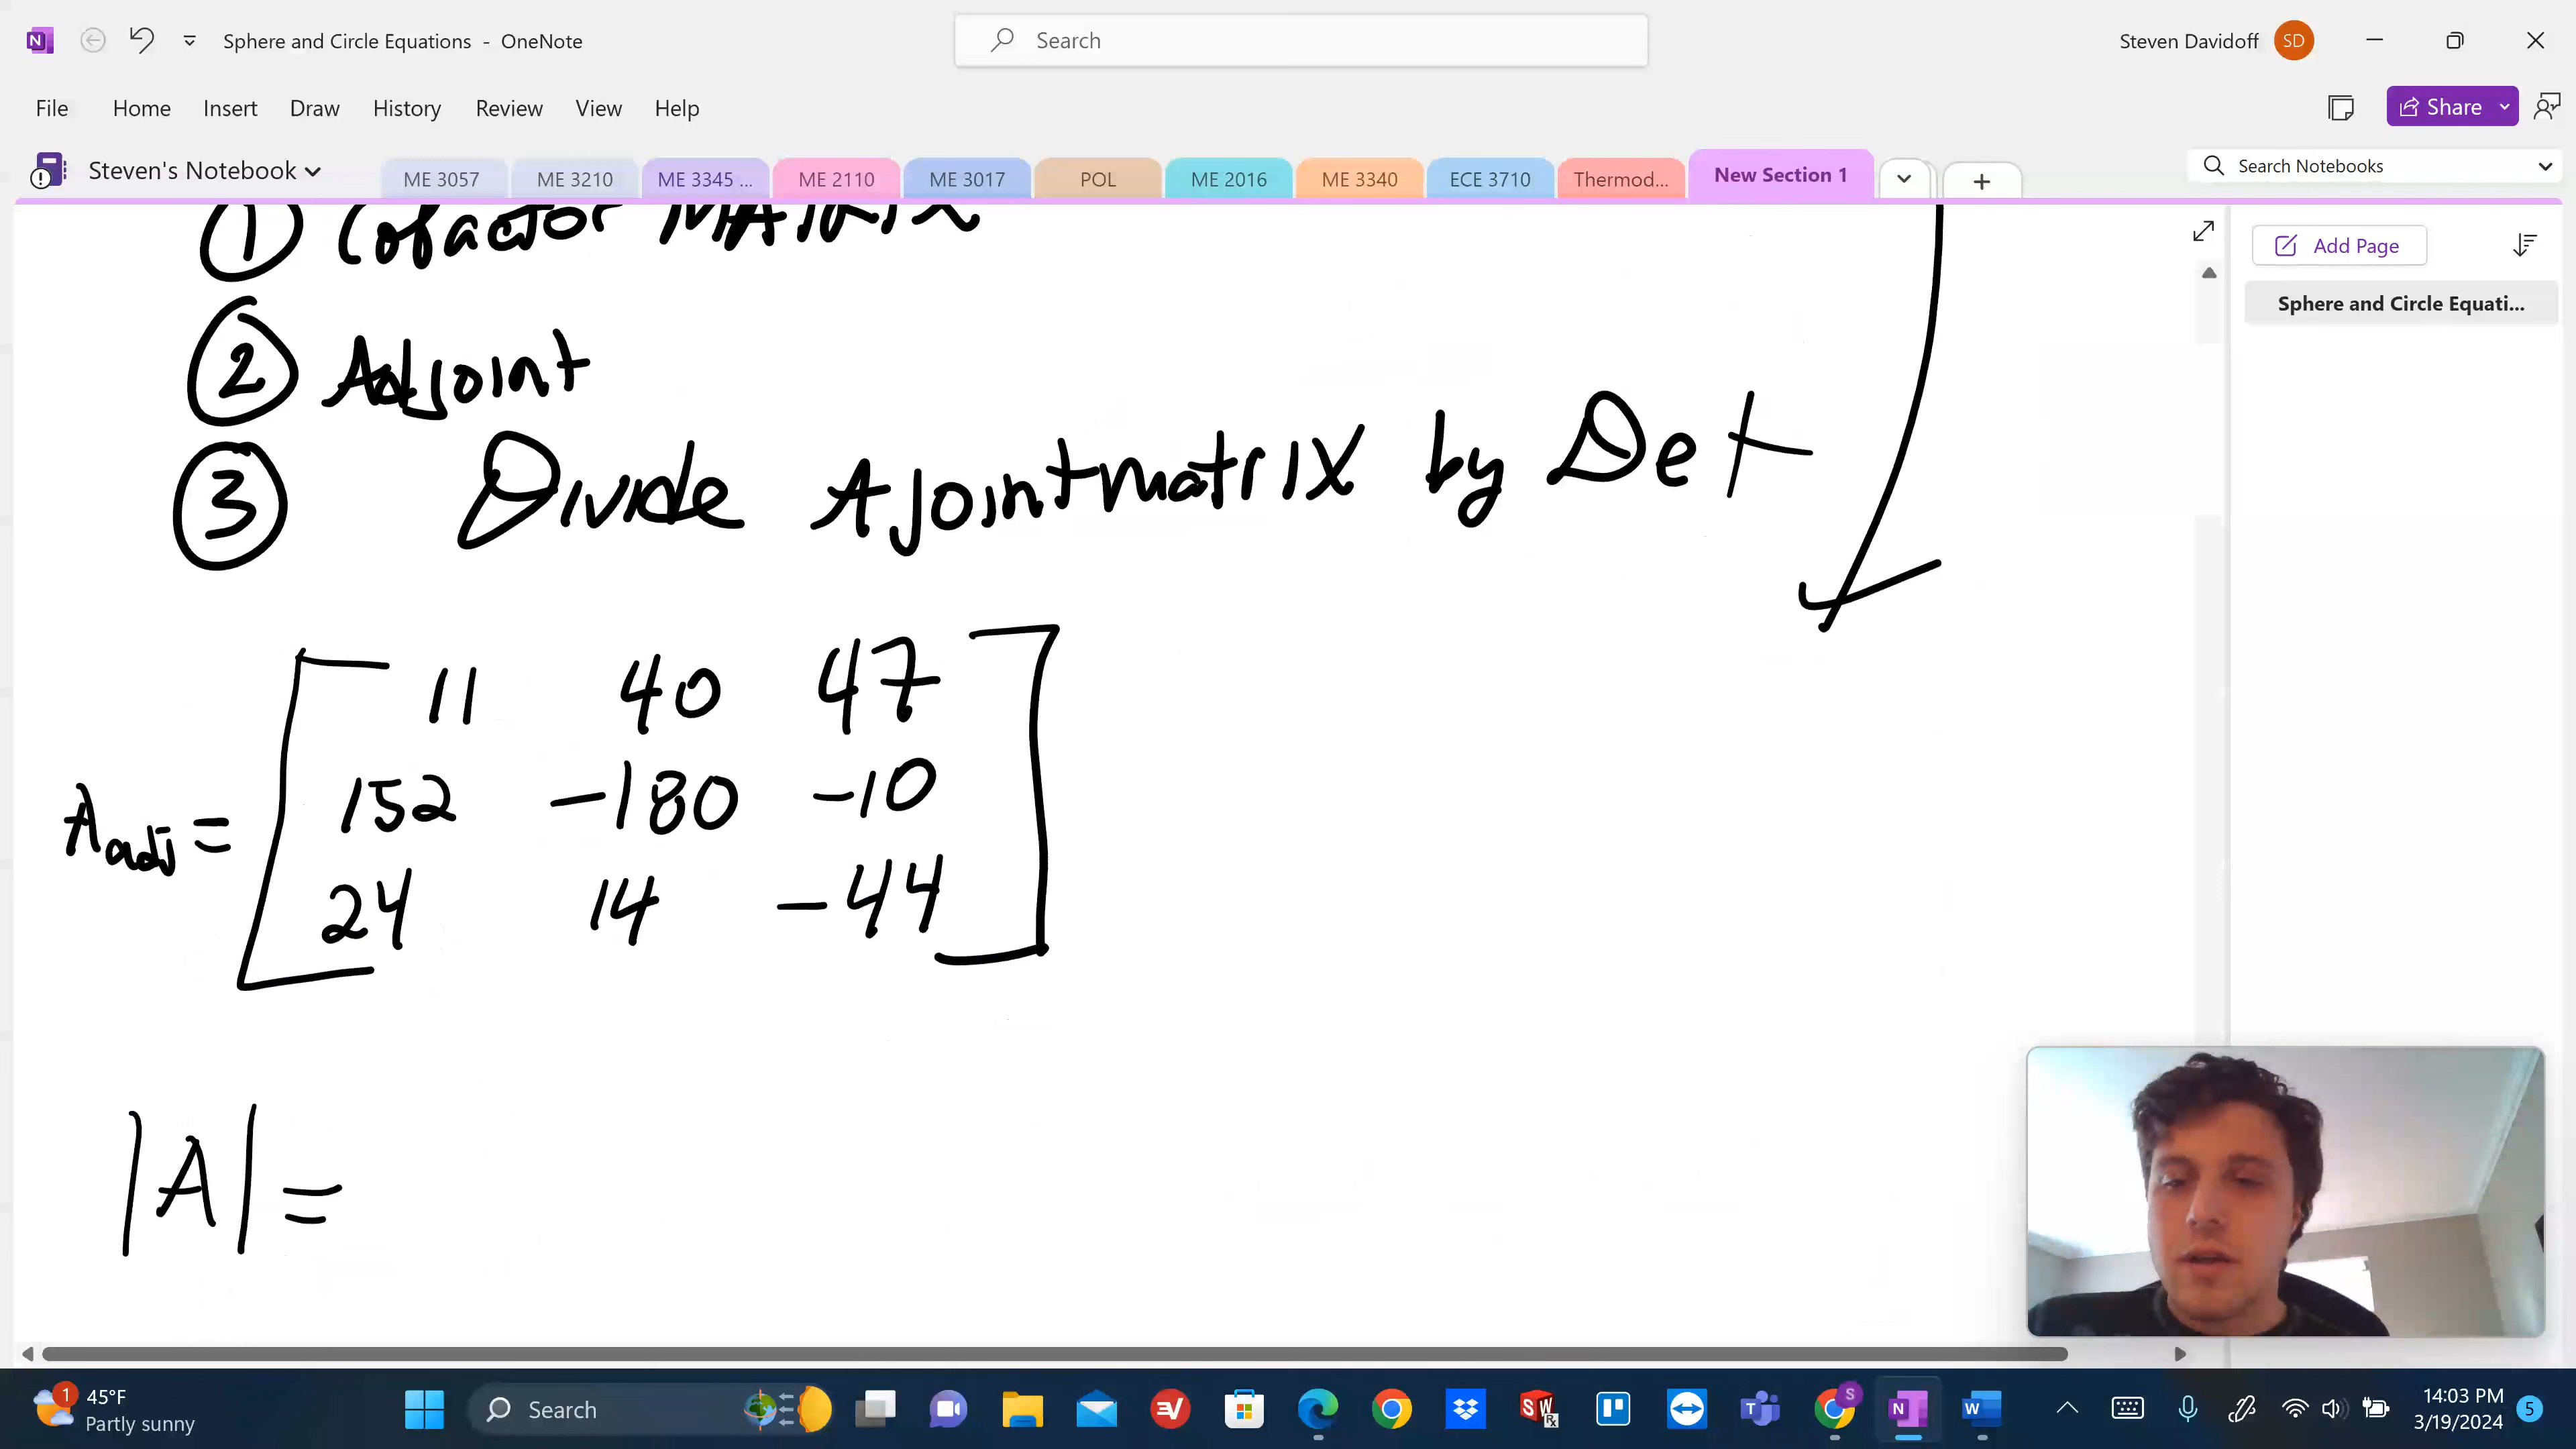 Sphere and Circle Equations - OneNote
Search
Steven Davidoff
SD
File Home Insert Draw History Review View Help
Share
Steven's Notebook
ME 3057 ME 3210 ME 3345 ... ME 2110 ME 3017 POL ME 2016 ME 3340 ECE 3710 Thermod... New Section 1
Search Notebooks
Add Page
Sphere and Circle Equati...
① Cofactor MATRIX
② Adjoint
③ Divide Ajointmatrix by Det
11 40 47
Aadj = 152 -180 -10
24 14 -44
|A| =
1
45°F
Partly sunny
Search
14:03 PM
3/19/2024
5